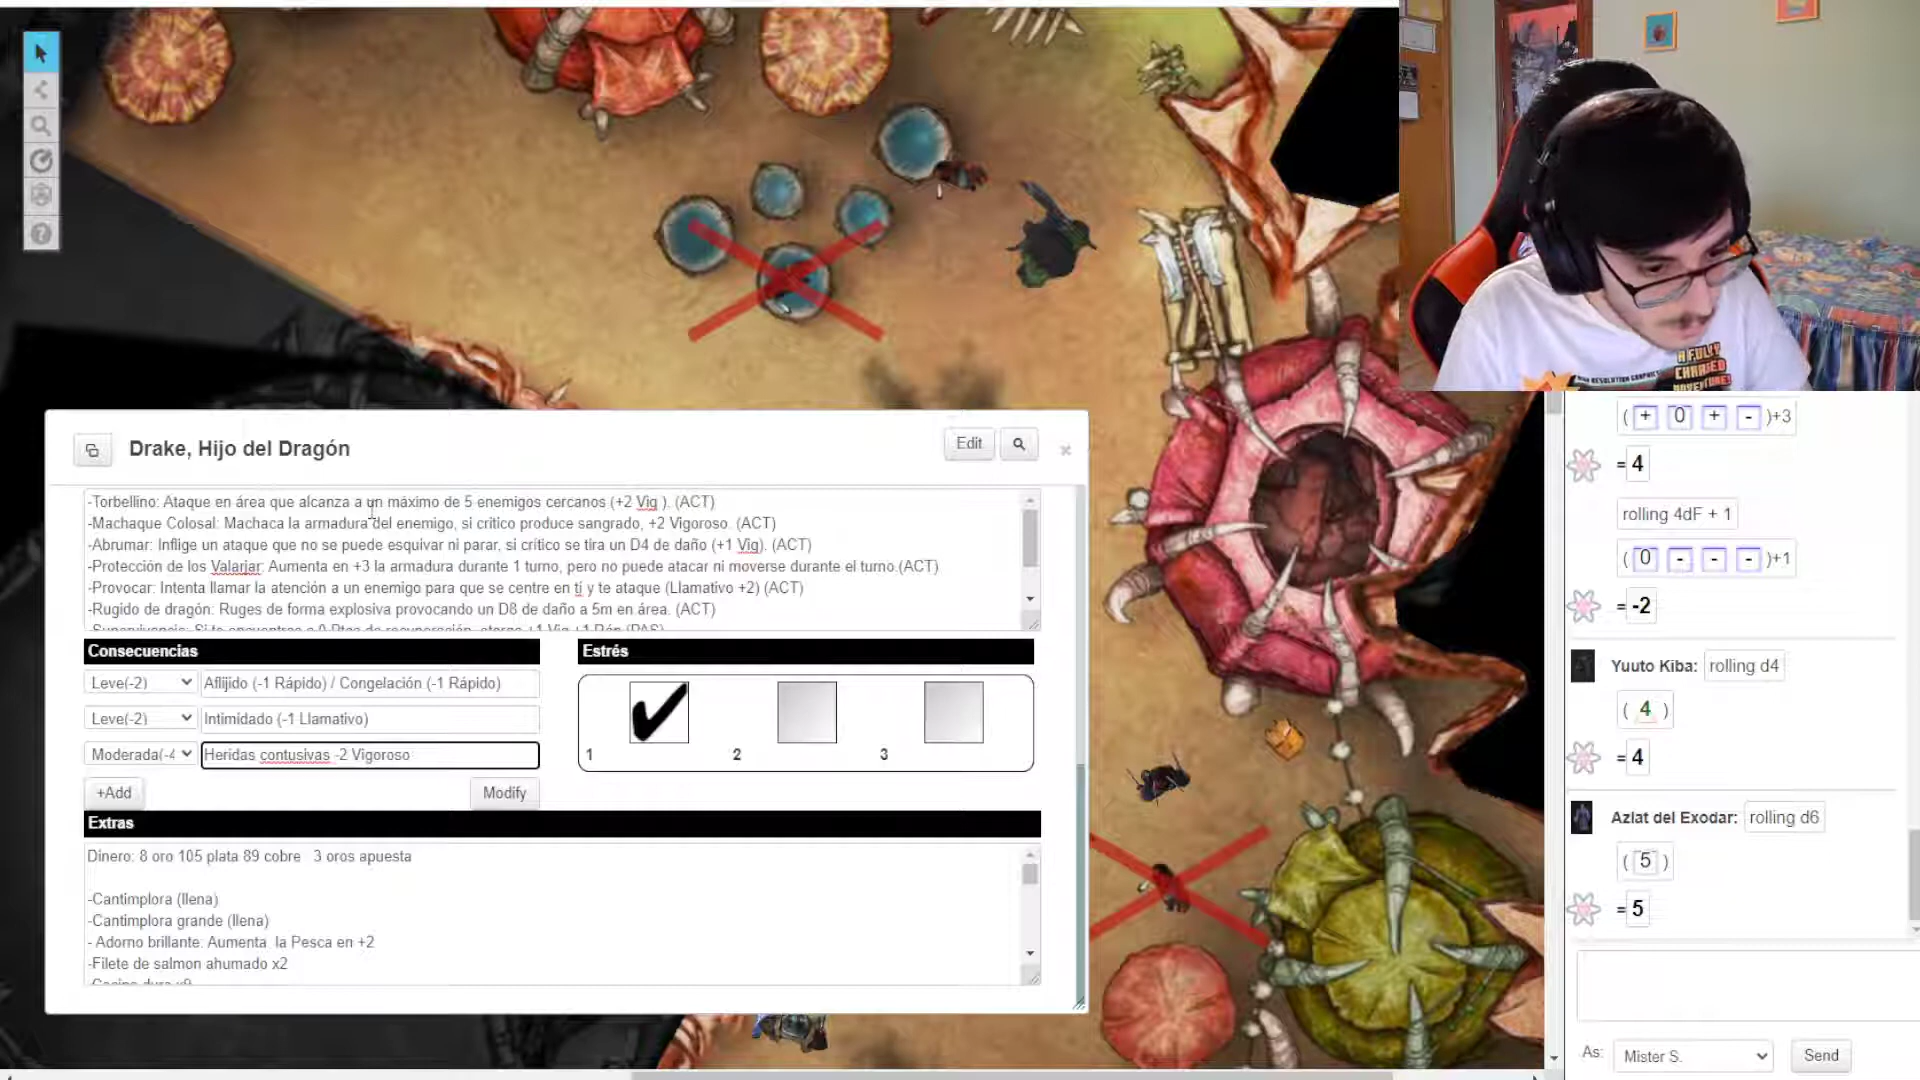 Drake, Hijo del Dragón
Edit
-Torbellino: Ataque en área que alcanza a un máximo de 5 enemigos cercanos (+2 Vig ). (ACT)
-Machaque Colosal: Machaca la armadura del enemigo, si crítico produce sangrado, +2 Vigoroso. (ACT)
-Abrumar: Inflige un ataque que no se puede esquivar ni parar, si crítico se tira un D4 de daño (+1 Vig). (ACT)
-Protección de los Valarjar: Aumenta en +3 la armadura durante 1 turno, pero no puede atacar ni moverse durante el turno.(ACT)
-Provocar: Intenta llamar la atención a un enemigo para que se centre en tí y te ataque (Llamativo +2) (ACT)
-Rugido de dragón: Ruges de forma explosiva provocando un D8 de daño a 5m en área. (ACT)
Consecuencias
Leve(-2) Aflijido (-1 Rápido) / Congelación (-1 Rápido)
Leve(-2) Intimidado (-1 Llamativo)
Moderada(-4 Heridas contusivas -2 Vigoroso
+Add Modify
Estrés
1 2 3
Extras
Dinero: 8 oro 105 plata 89 cobre 3 oros apuesta
-Cantimplora (llena)
-Cantimplora grande (llena)
- Adorno brillante: Aumenta la Pesca en +2
-Filete de salmon ahumado x2
A FULLY
CHARGED
ADVENTURE!
( + 0 + - )+3
= 4
rolling 4dF + 1
( 0 - - - )+1
= -2
Yuuto Kiba: rolling d4
( 4 )
= 4
Azlat del Exodar: rolling d6
( 5 )
= 5
As: Mister S. Send